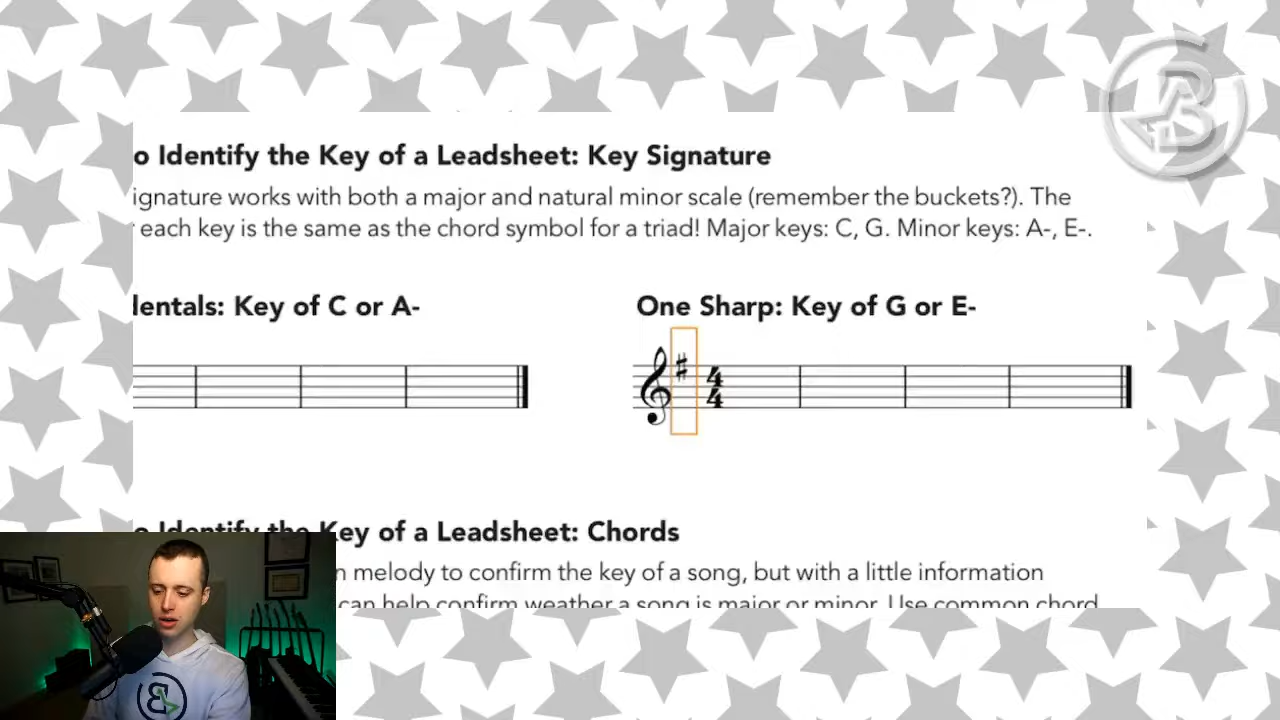 o Identify the Key of a Leadsheet: Key Signature
ignature works with both a major and natural minor scale (remember the buckets?). The
each key is the same as the chord symbol for a triad! Major keys: C, G. Minor keys: A-, E-.
lentals: Key of C or A-
One Sharp: Key of G or E-
4
4
o Identify the Key of a Leadsheet: Chords
n melody to confirm the key of a song, but with a little information
can help confirm weather a song is major or minor. Use common chord